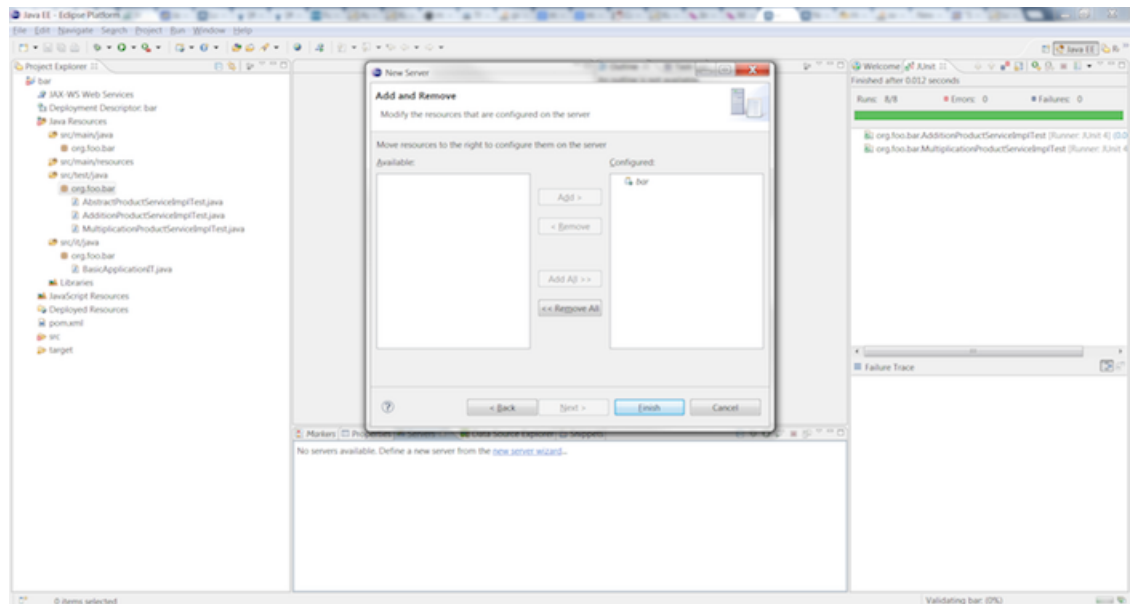 Java EE - Eclipse Platform
File Edit Navigate Search Project Run Window Help
Java EE
Project Explorer
bar
JAX-WS Web Services
Deployment Descriptor: bar
Java Resources
src/main/java
org.foo.bar
src/main/resources
src/test/java
org.foo.bar
AbstractProductServiceImplTest.java
AdditionProductServiceImplTest.java
MultiplicationProductServiceImplTest.java
src/it/java
org.foo.bar
BasicApplicationIT.java
Libraries
JavaScript Resources
Deployed Resources
pom.xml
src
target
New Server
Add and Remove
Modify the resources that are configured on the server
Move resources to the right to configure them on the server
Available:
Configured:
bar
Add >
< Remove
Add All >>
<< Remove All
< Back
Next >
Finish
Cancel
Markers Properties Servers Data Source Explorer Snippets
No servers available. Define a new server from the new server wizard...
Welcome JUnit
Finished after 0.012 seconds
Runs: 8/8 Errors: 0 Failures: 0
org.foo.bar.AdditionProductServiceImplTest [Runner: JUnit 4] (0.0
org.foo.bar.MultiplicationProductServiceImplTest [Runner: JUnit 4
Failure Trace
0 items selected
Validating bar: (0%)